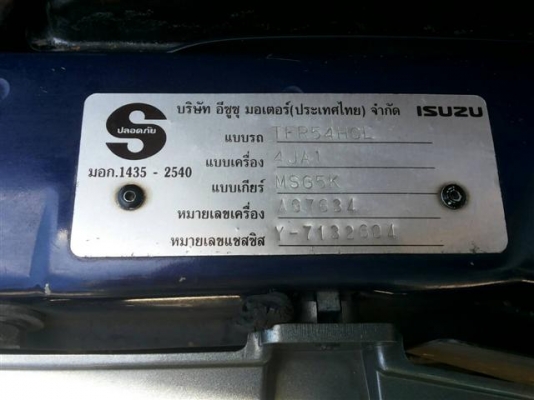 บริษัท อีซูซุ มอเตอร์(ประเทศไทย) จำกัด ISUZU
S
ปลอดภัย
มอก.1435 - 2540
แบบรถ
แบบเครื่อง 4JA1
แบบเกียร์ MSG5K
หมายเลขเครื่อง
หมายเลขแชสซิส